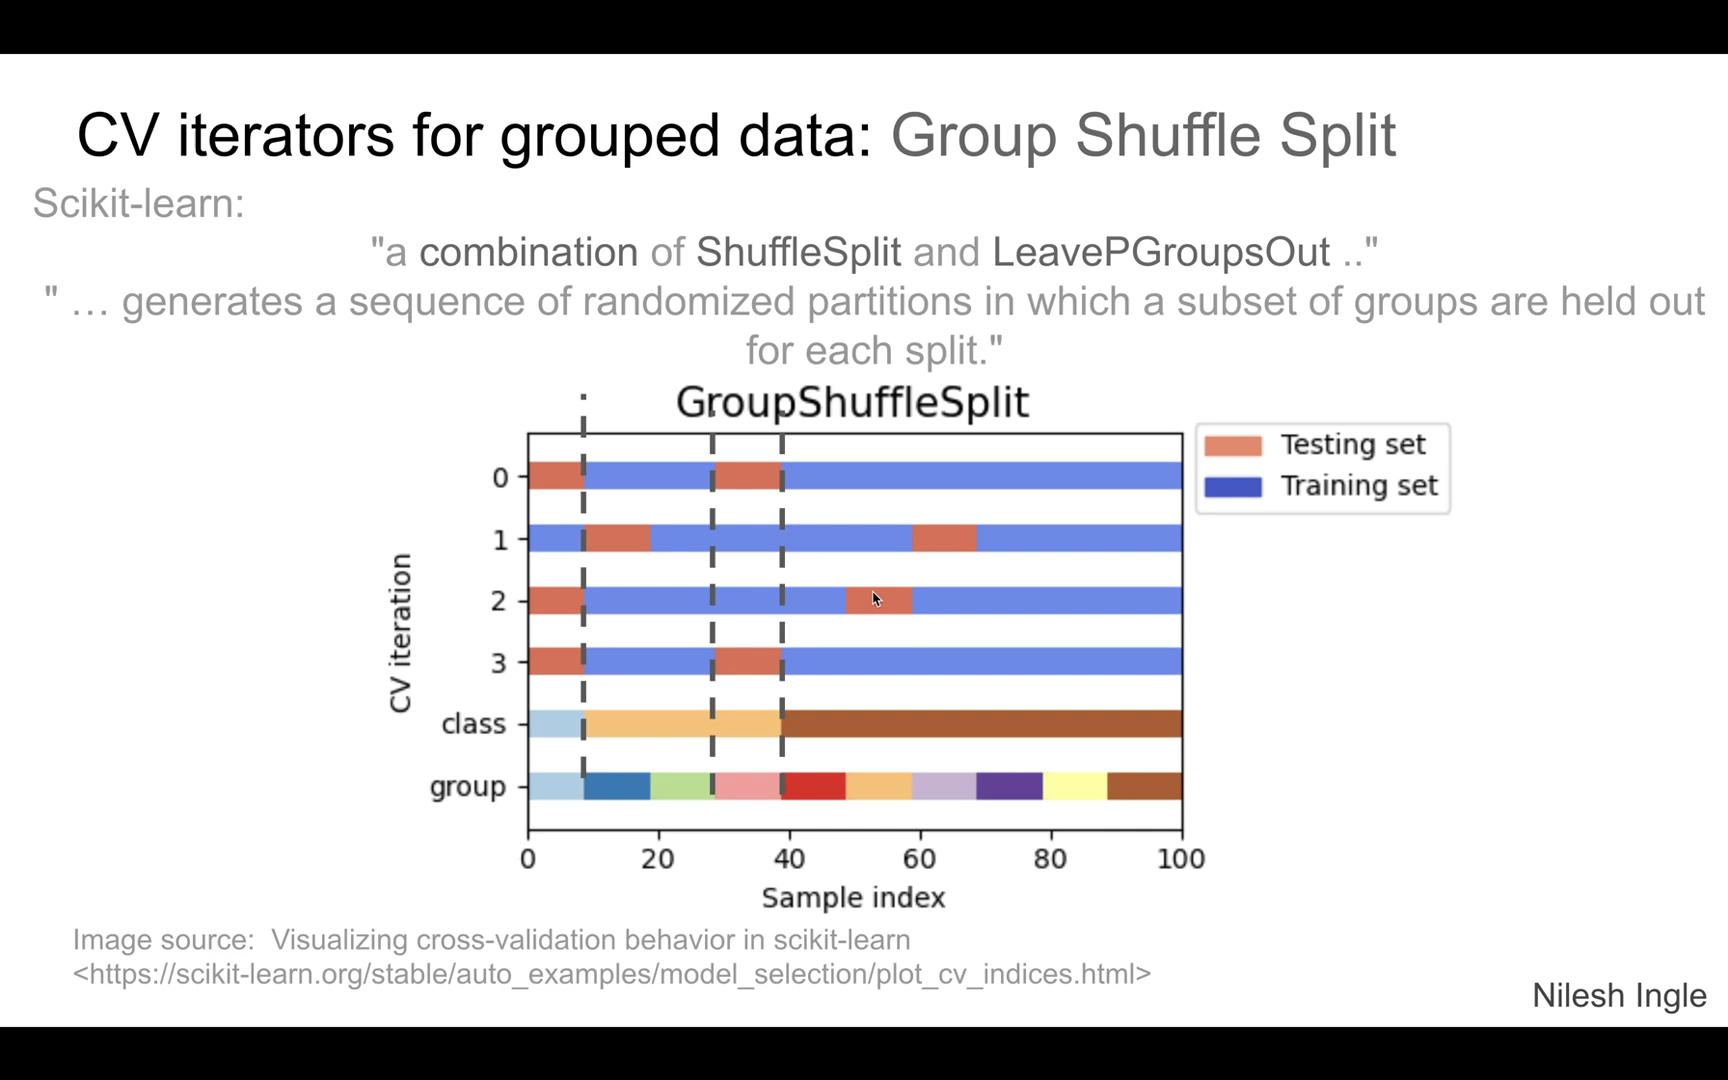 CV iterators for grouped data: Group Shuffle Split
Scikit-learn:
"a combination of ShuffleSplit and LeavePGroupsOut .."
" … generates a sequence of randomized partitions in which a subset of groups are held out
for each split."
GroupShuffleSplit
Testing set
Training set
0
1
2
3
class
group
CV iteration
0 20 40 60 80 100
Sample index
Image source: Visualizing cross-validation behavior in scikit-learn
<https://scikit-learn.org/stable/auto_examples/model_selection/plot_cv_indices.html>
Nilesh Ingle